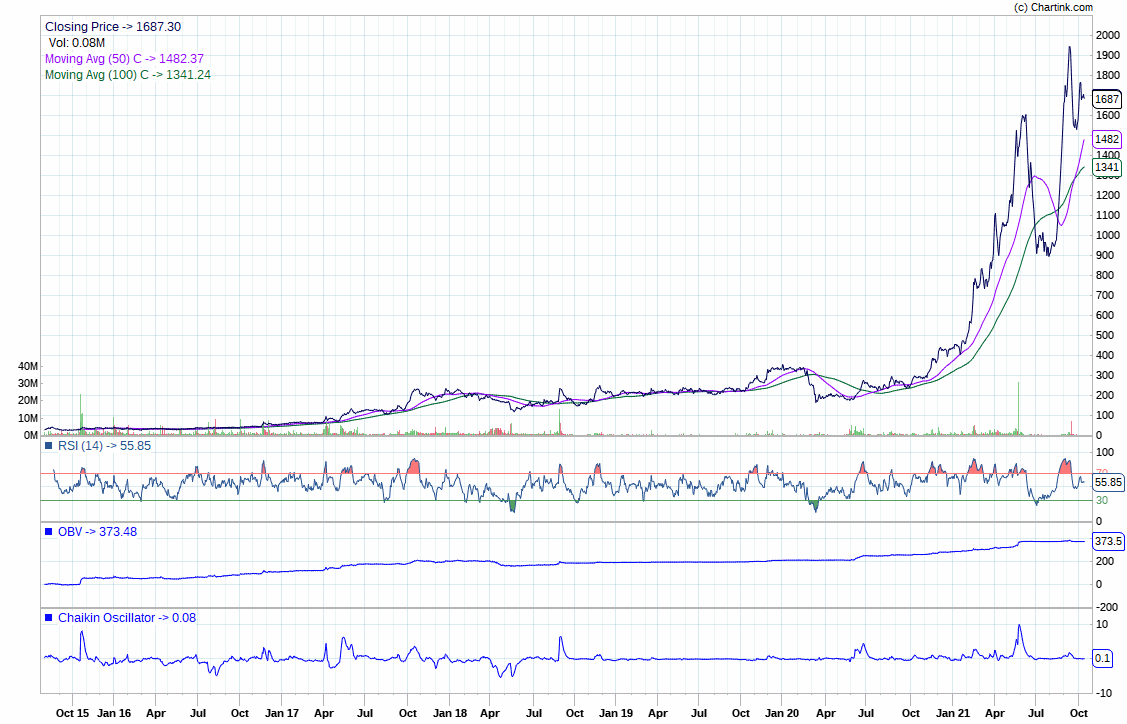 (c) Chartink.com
Closing Price -> 1687.30
Vol: 0.08M
Moving Avg (50) C -> 1482.37
Moving Avg (100) C -> 1341.24
2000
1900
1800
1687
1600
1482
1400
1341
1200
1100
1000
900
800
700
600
500
400
300
200
100
0
40M
30M
20M
10M
0M
RSI (14) -> 55.85
100
70
55.85
30
0
OBV -> 373.48
373.5
200
0
-200
Chaikin Oscillator -> 0.08
10
0.1
-10
Oct 15 Jan 16 Apr Jul Oct Jan 17 Apr Jul Oct Jan 18 Apr Jul Oct Jan 19 Apr Jul Oct Jan 20 Apr Jul Oct Jan 21 Apr Jul Oct